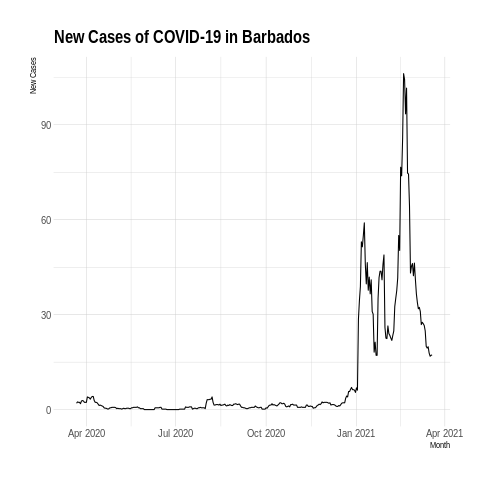 New Cases of COVID-19 in Barbados
New Cases
90
60
30
0
Apr 2020 Jul 2020 Oct 2020 Jan 2021 Apr 2021
Month